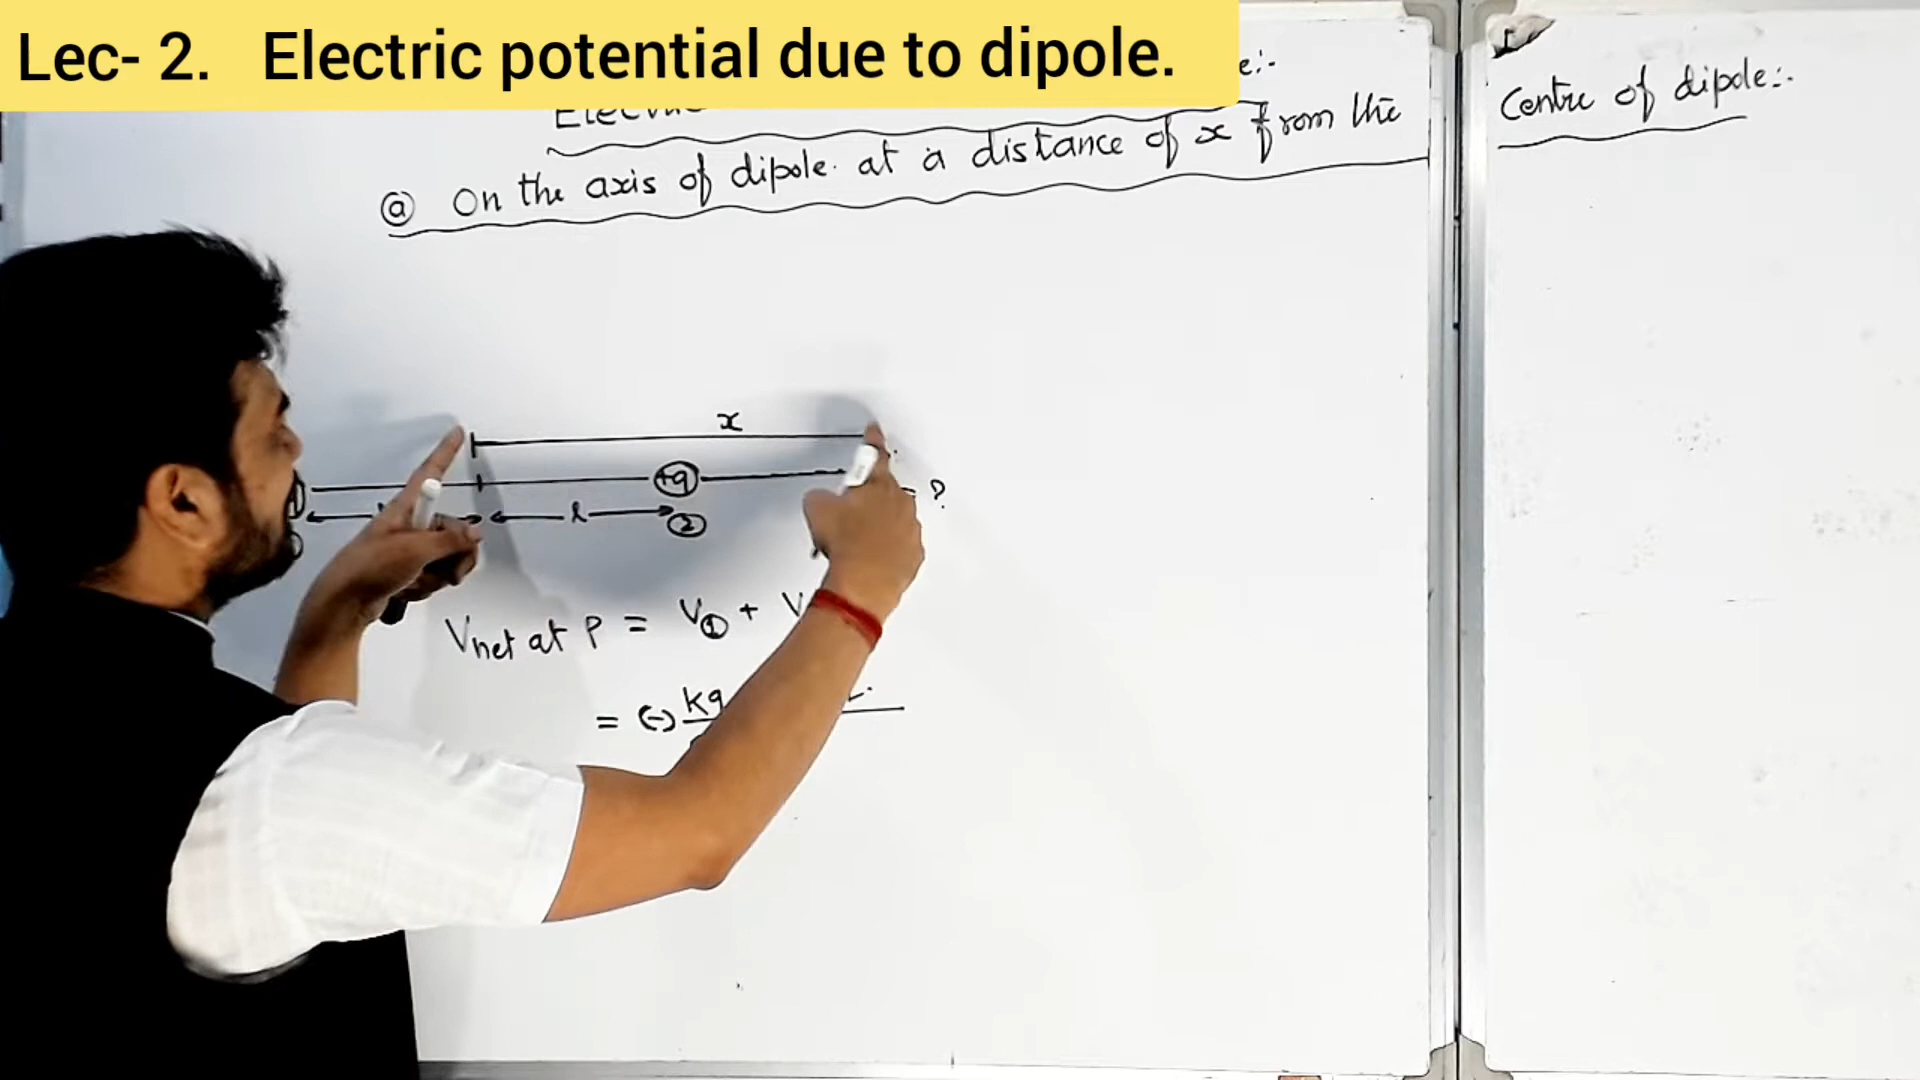 Lec- 2. Electric potential due to dipole.
e:-
@ On the axis of dipole. at a distance of x from the
Centre of dipole:-
x
+q
?
l
2
Vnet at P = V① + V
= (-) kq